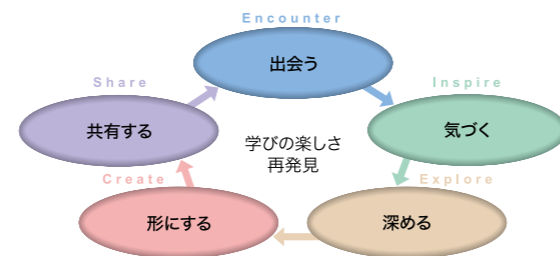 Encounter
出会う
Share
Inspire
共有する
気づく
学びの楽しさ
再発見
Create
Explore
形にする
深める